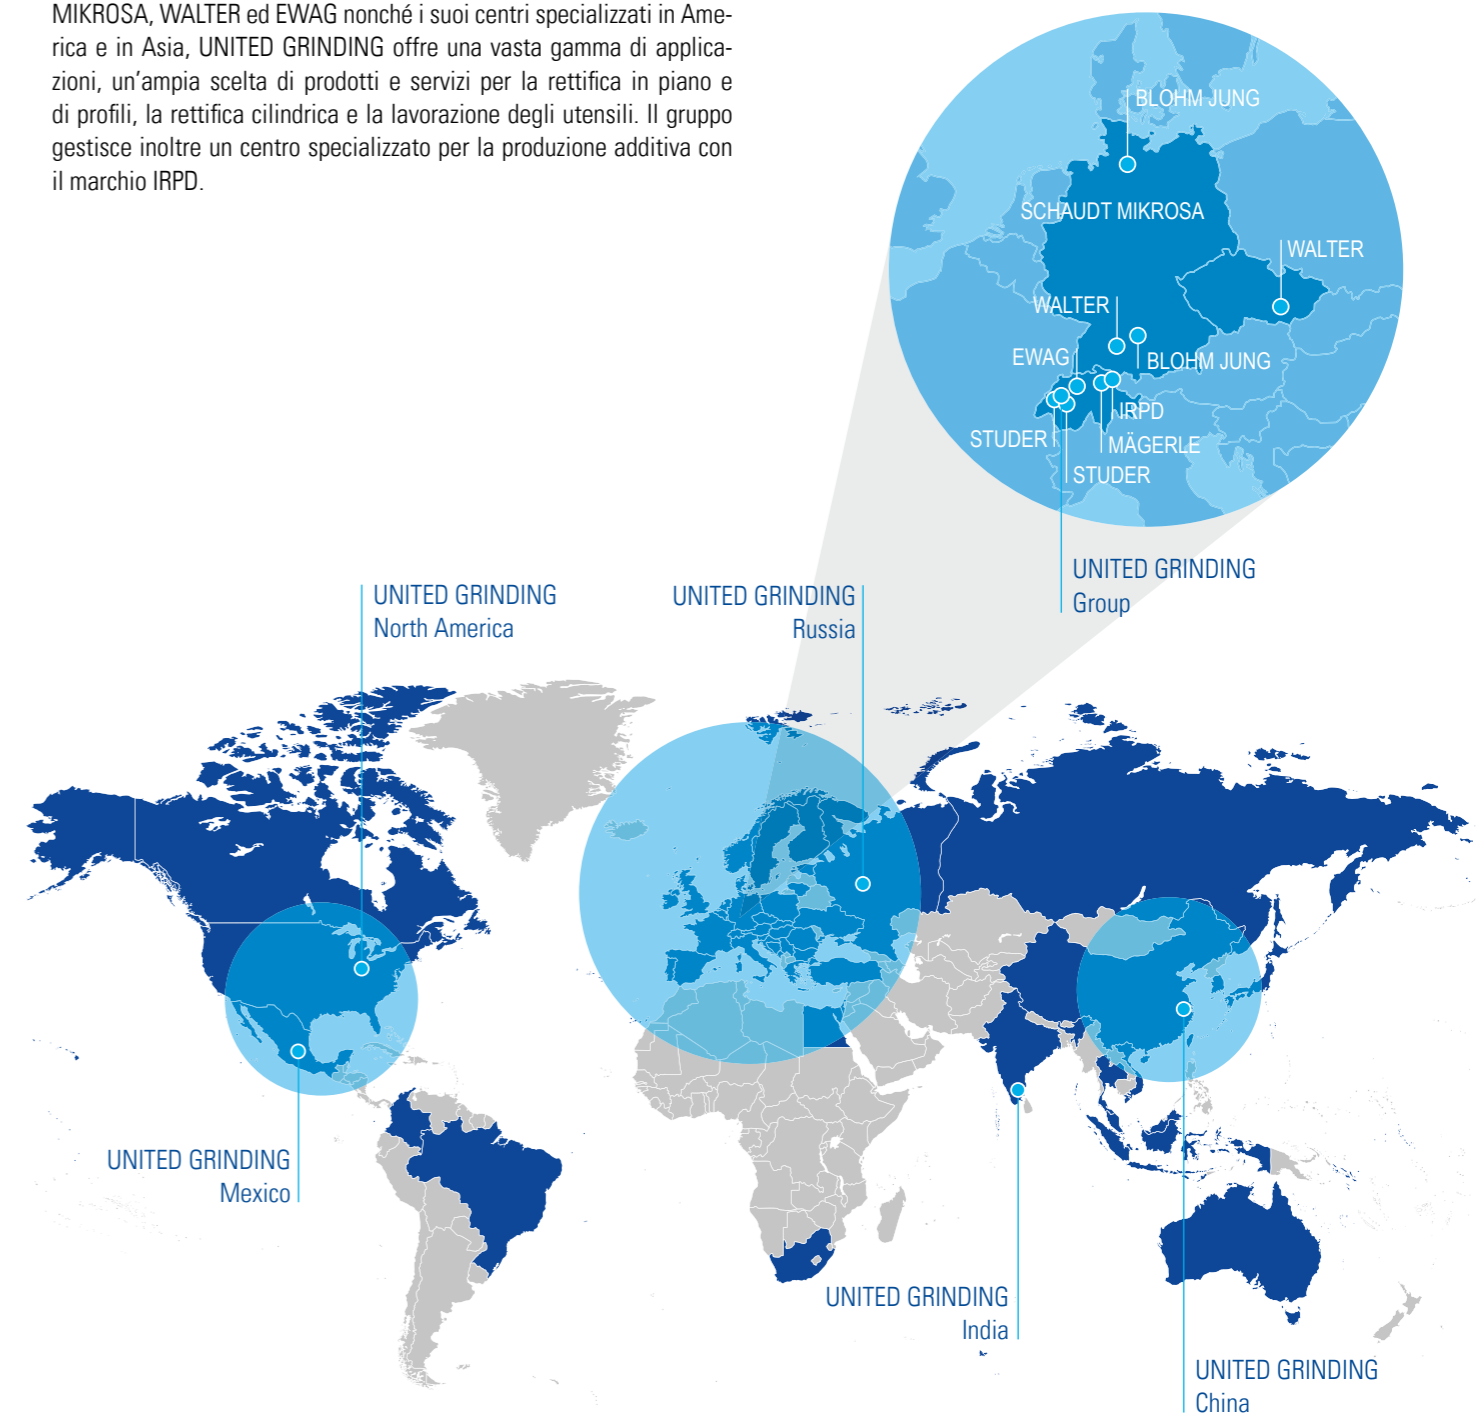 MIKROSA, WALTER ed EWAG nonché i suoi centri specializzati in Ame-
rica e in Asia, UNITED GRINDING offre una vasta gamma di applica-
zioni, un'ampia scelta di prodotti e servizi per la rettifica in piano e
di profili, la rettifica cilindrica e la lavorazione degli utensili. Il gruppo
gestisce inoltre un centro specializzato per la produzione additiva con
il marchio IRPD.
BLOHM JUNG
SCHAUDT MIKROSA
WALTER
WALTER
EWAG
BLOHM JUNG
IRPD
STUDER
MÄGERLE
STUDER
UNITED GRINDING
Group
UNITED GRINDING
North America
UNITED GRINDING
Russia
UNITED GRINDING
Mexico
UNITED GRINDING
India
UNITED GRINDING
China